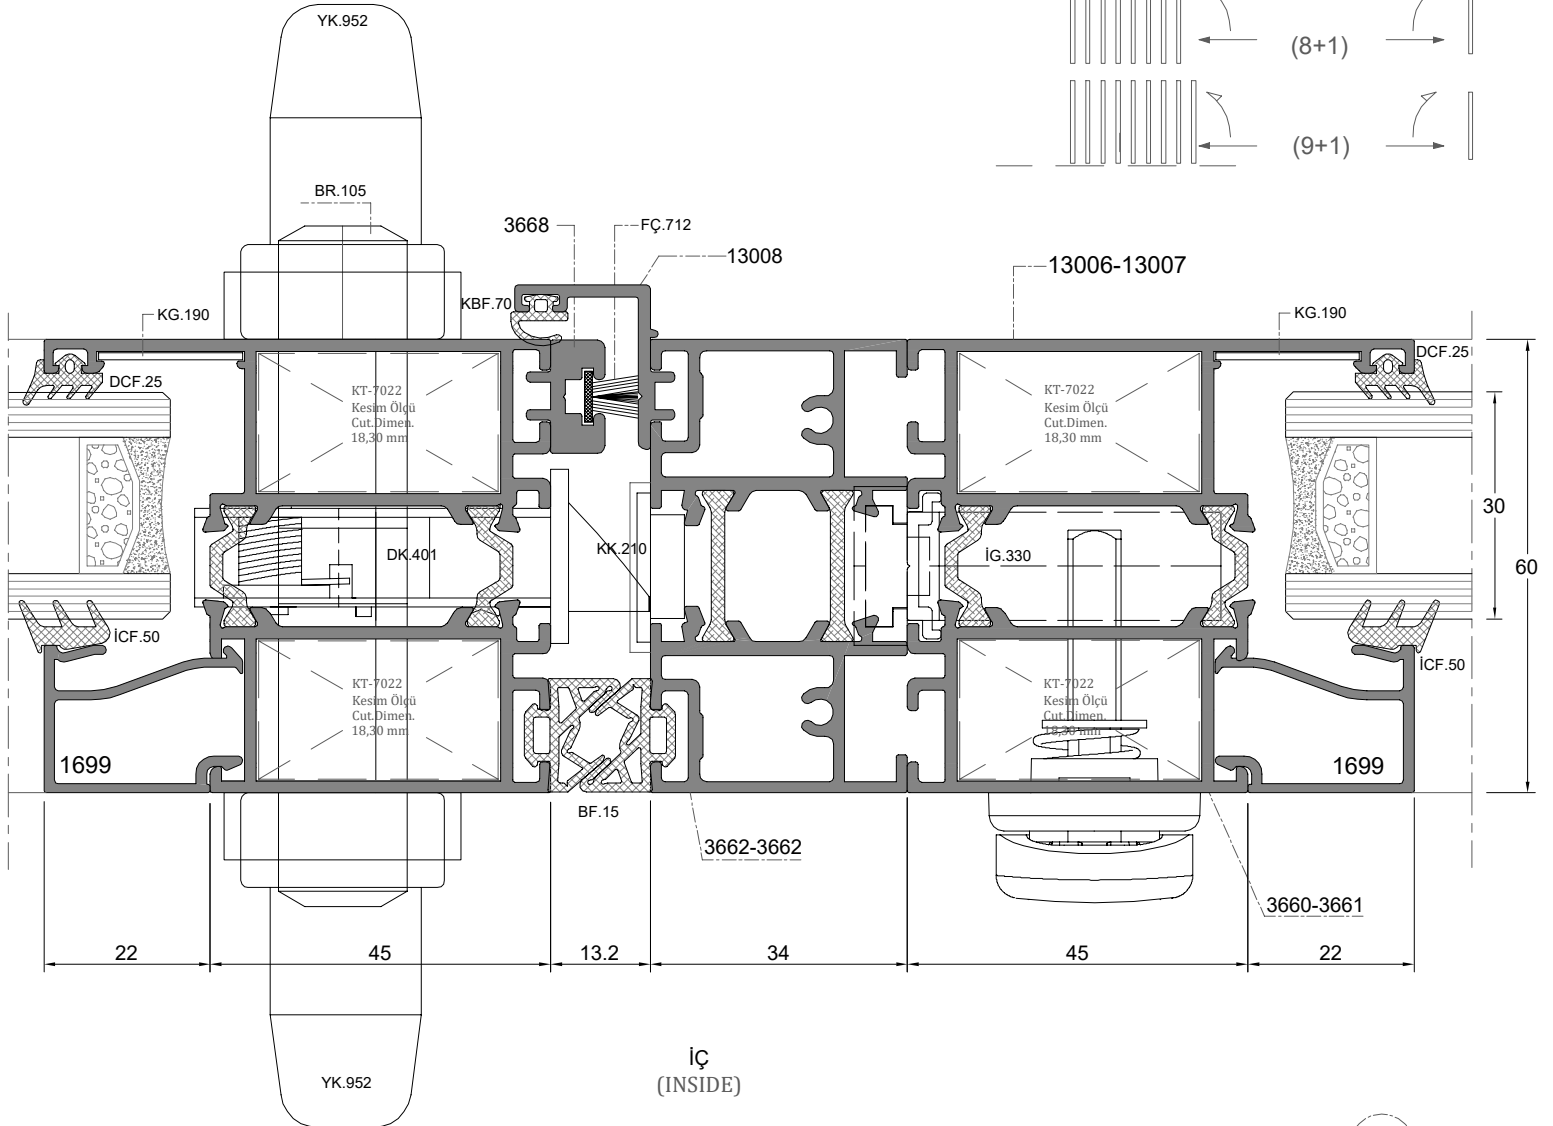 YK.952
(8+1)
(9+1)
BR.105
3668
FÇ.712
13008
13006-13007
KBF.70
KG.190
KG.190
DCF.25
DCF.25
KT-7022
Kesim Ölçü
Cut.Dimen.
18,30 mm
KT-7022
Kesim Ölçü
Cut.Dimen.
18,30 mm
30
DK.401
KK.210
İG.330
60
İCF.50
İCF.50
KT-7022
Kesim Ölçü
Cut.Dimen.
18,30 mm
KT-7022
Kesim Ölçü
Cut.Dimen.
18,30 mm
1699
1699
BF.15
3662-3662
3660-3661
22
45
13.2
34
45
22
İÇ
(INSIDE)
YK.952